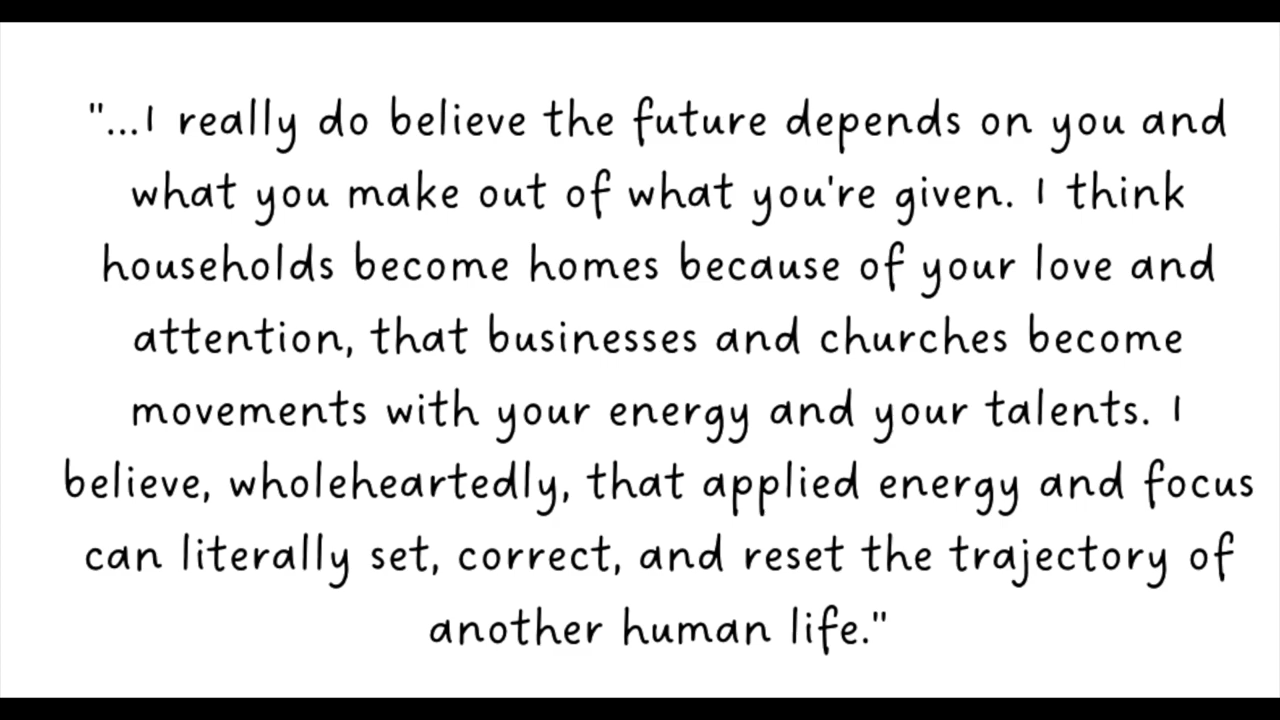 "...I really do believe the future depends on you and
what you make out of what you're given. I think
households become homes because of your love and
attention, that businesses and churches become
movements with your energy and your talents. I
believe, wholeheartedly, that applied energy and focus
can literally set, correct, and reset the trajectory of
another human life."